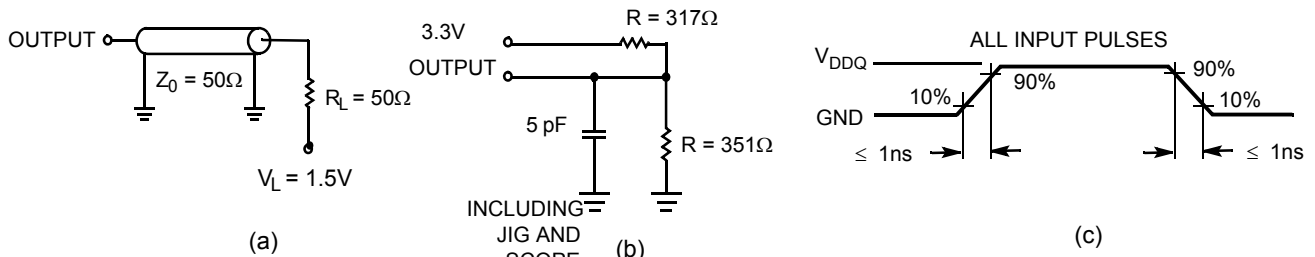 OUTPUT
Z0 = 50Ω
RL = 50Ω
VL = 1.5V
(a)
3.3V
OUTPUT
R = 317Ω
5 pF
R = 351Ω
INCLUDING
JIG AND
SCOPE
(b)
ALL INPUT PULSES
VDDQ
GND
10%
90%
90%
10%
≤ 1ns
≤ 1ns
(c)